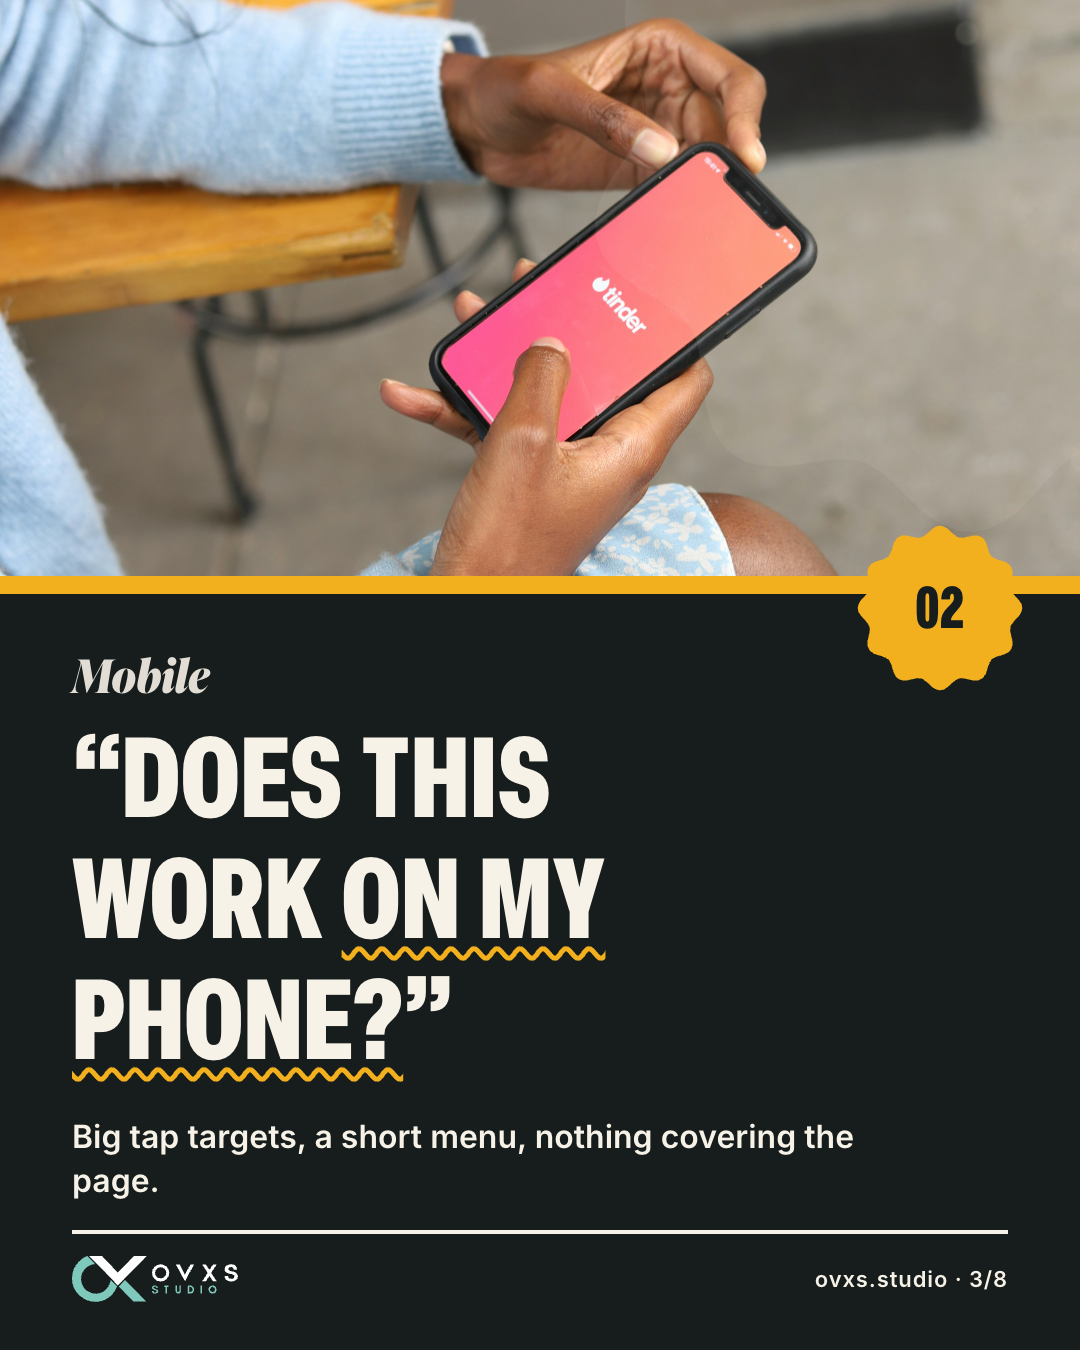 tinder
02
Mobile
“DOES THIS
WORK ON MY
PHONE?”
Big tap targets, a short menu, nothing covering the
page.
OVXS
STUDIO
ovxs.studio · 3/8